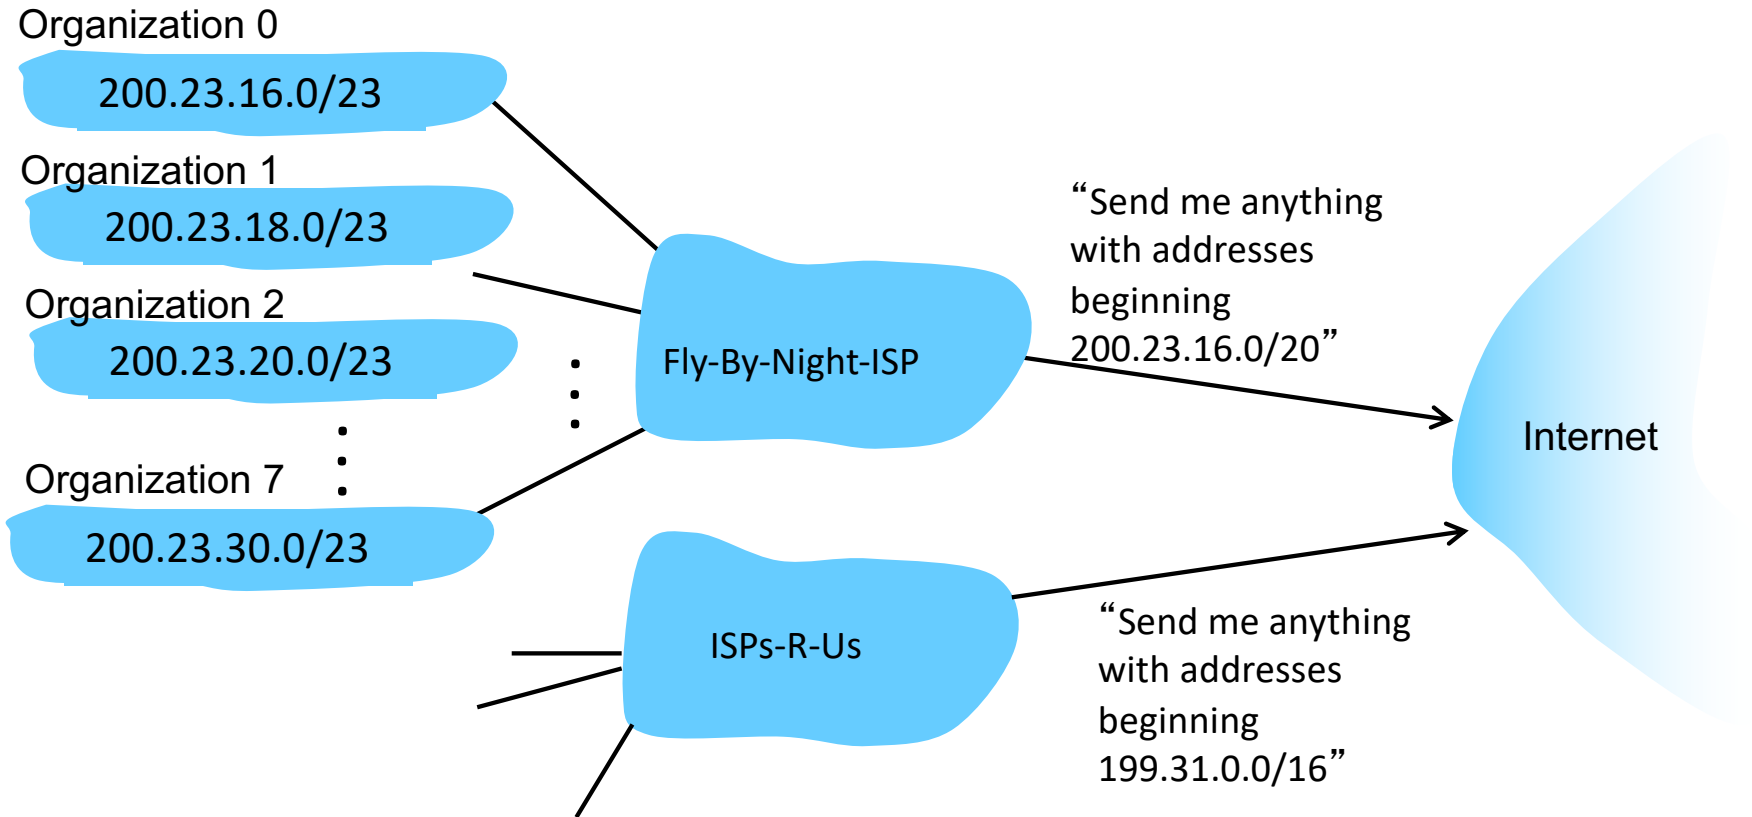 Organization 0
200.23.16.0/23
Organization 1
200.23.18.0/23
Organization 2
200.23.20.0/23
Organization 7
200.23.30.0/23
Fly-By-Night-ISP
“Send me anything
with addresses
beginning
200.23.16.0/20”
Internet
ISPs-R-Us
“Send me anything
with addresses
beginning
199.31.0.0/16”